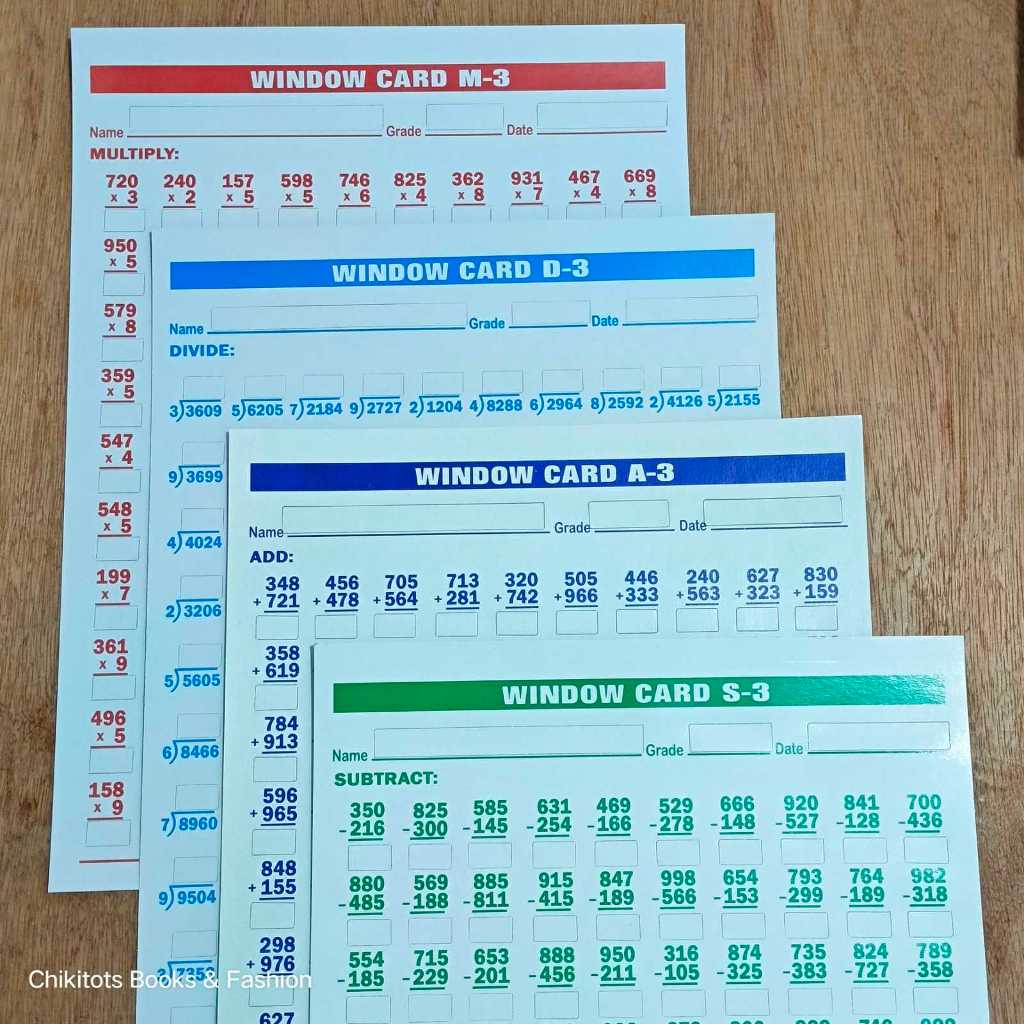 WINDOW CARD M-3
Name Grade Date
MULTIPLY:
720 240 157 598 746 825 362 931 467 669
x 3 x 2 x 5 x 5 x 6 x 4 x 8 x 7 x 4 x 8
950
x 5
579
x 8
359
x 5
547
x 4
548
x 5
199
x 7
361
x 9
496
x 5
158
x 9
WINDOW CARD D-3
Name Grade Date
DIVIDE:
3)3609 5)6205 7)2184 9)2727 2)1204 4)8288 6)2964 8)2592 2)4126 5)2155
9)3699
4)4024
2)3206
5)5605
6)8466
7)8960
9)9504
WINDOW CARD A-3
Name Grade Date
ADD:
348 456 705 713 320 505 446 240 627 830
+721 +478 +564 +281 +742 +966 +333 +563 +323 +159
358
+619
784
+913
596
+965
848
+155
298
+976
627
WINDOW CARD S-3
Name Grade Date
SUBTRACT:
350 825 585 631 469 529 666 920 841 700
-216 -300 -145 -254 -166 -278 -148 -527 -128 -436
880 569 885 915 847 998 654 793 764 982
-485 -188 -811 -415 -189 -566 -153 -299 -189 -318
554 715 653 888 950 316 874 735 824 789
-185 -229 -201 -456 -211 -105 -325 -383 -727 -358
Chikitots Books & Fashion